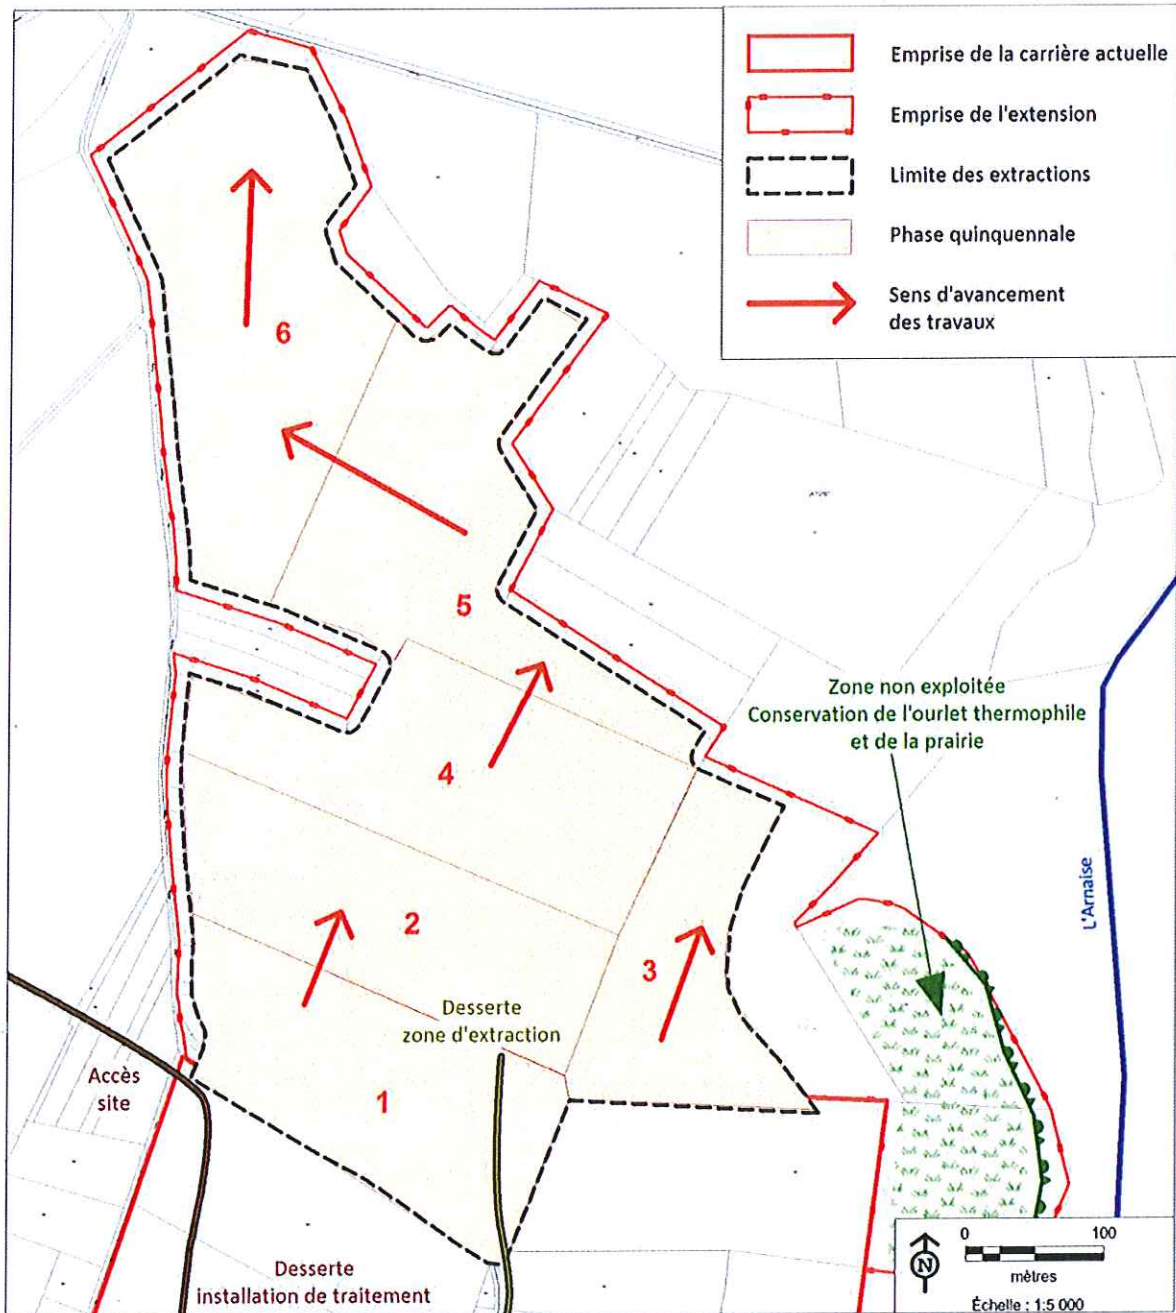 Emprise de la carrière actuelle
Emprise de l'extension
Limite des extractions
Phase quinquennale
Sens d'avancement
des travaux
6
5
Zone non exploitée
Conservation de l'ourlet thermophile
et de la prairie
4
L'Arnaise
2
3
Desserte
zone d'extraction
Accès
site
1
Desserte
installation de traitement
N
0 100
mètres
Échelle : 1:5 000